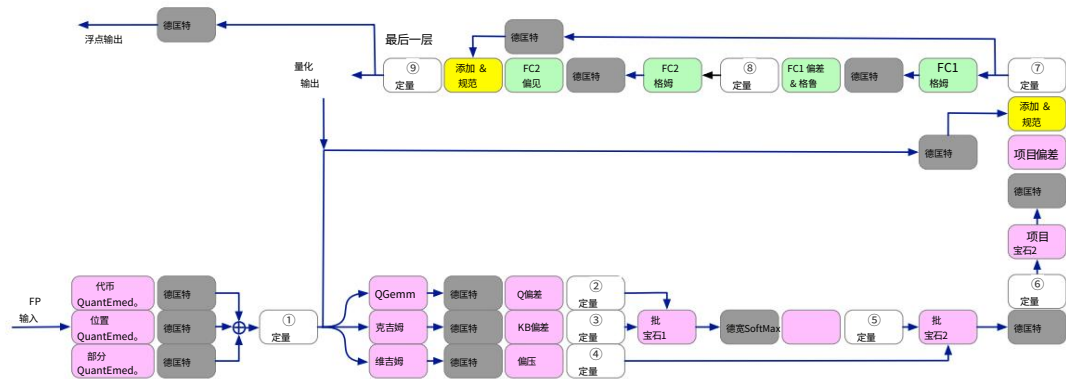 德匡特
浮点输出
最后一层
德匡特
量化
输出
⑨
定量
添加 &
规范
FC2
偏见
德匡特
FC2
格姆
⑧
定量
FC1 偏差
& 格鲁
德匡特
FC1
格姆
⑦
定量
添加 &
规范
德匡特
项目偏差
德匡特
项目
宝石2
⑥
定量
FP
输入
代币
QuantEmed。
德匡特
位置
QuantEmed。
德匡特
部分
QuantEmed。
德匡特
①
定量
QGemm
德匡特
Q偏差
②
定量
克吉姆
德匡特
KB偏差
③
定量
维吉姆
德匡特
偏压
④
定量
批
宝石1
德宽SoftMax
⑤
定量
批
宝石2
德匡特